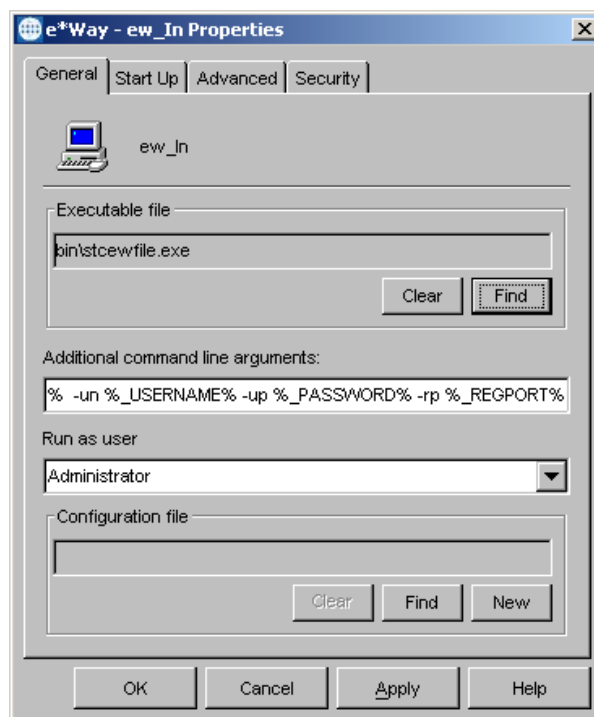 e*Way - ew_In Properties
General Start Up Advanced Security
ew_In
Executable file
bin\stcewfile.exe
Clear Find
Additional command line arguments:
% -un %_USERNAME% -up %_PASSWORD% -rp %_REGPORT%
Run as user
Administrator
Configuration file
Clear Find New
OK Cancel Apply Help